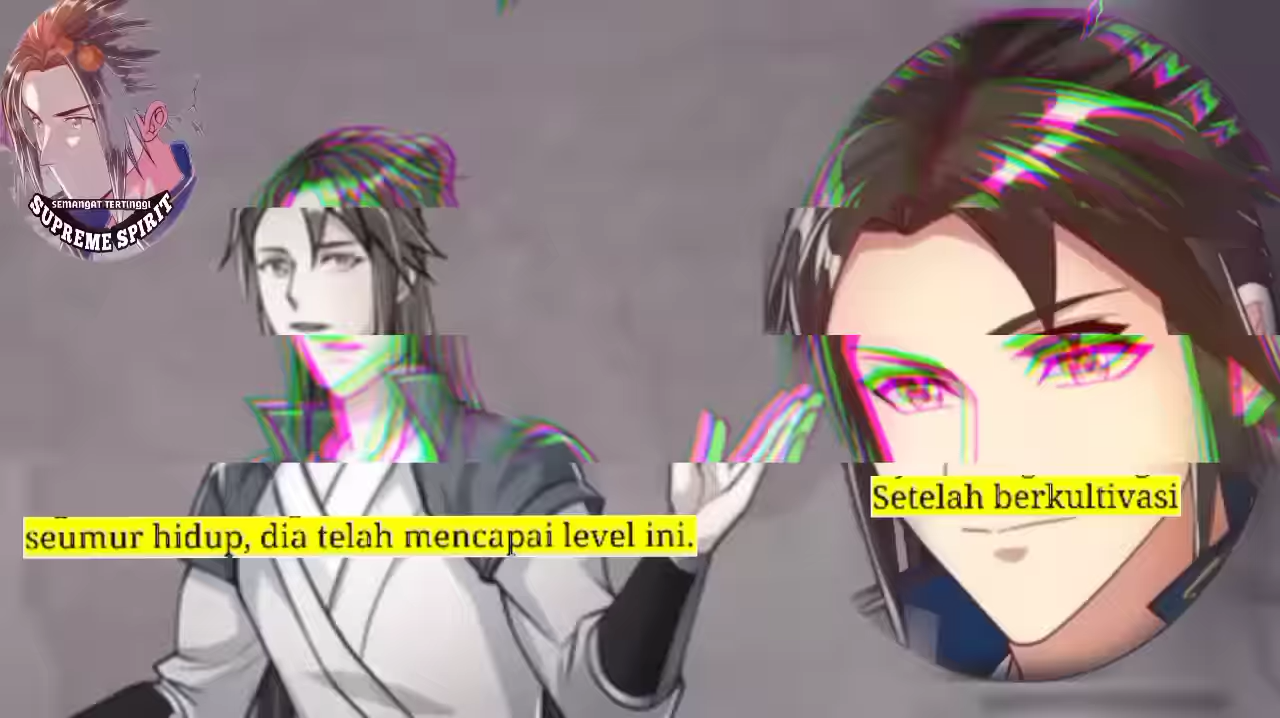 SEMANGAT TERTINGGI
SUPREME SPIRIT
Setelah berkultivasi
seumur hidup, dia telah mencapai level ini.